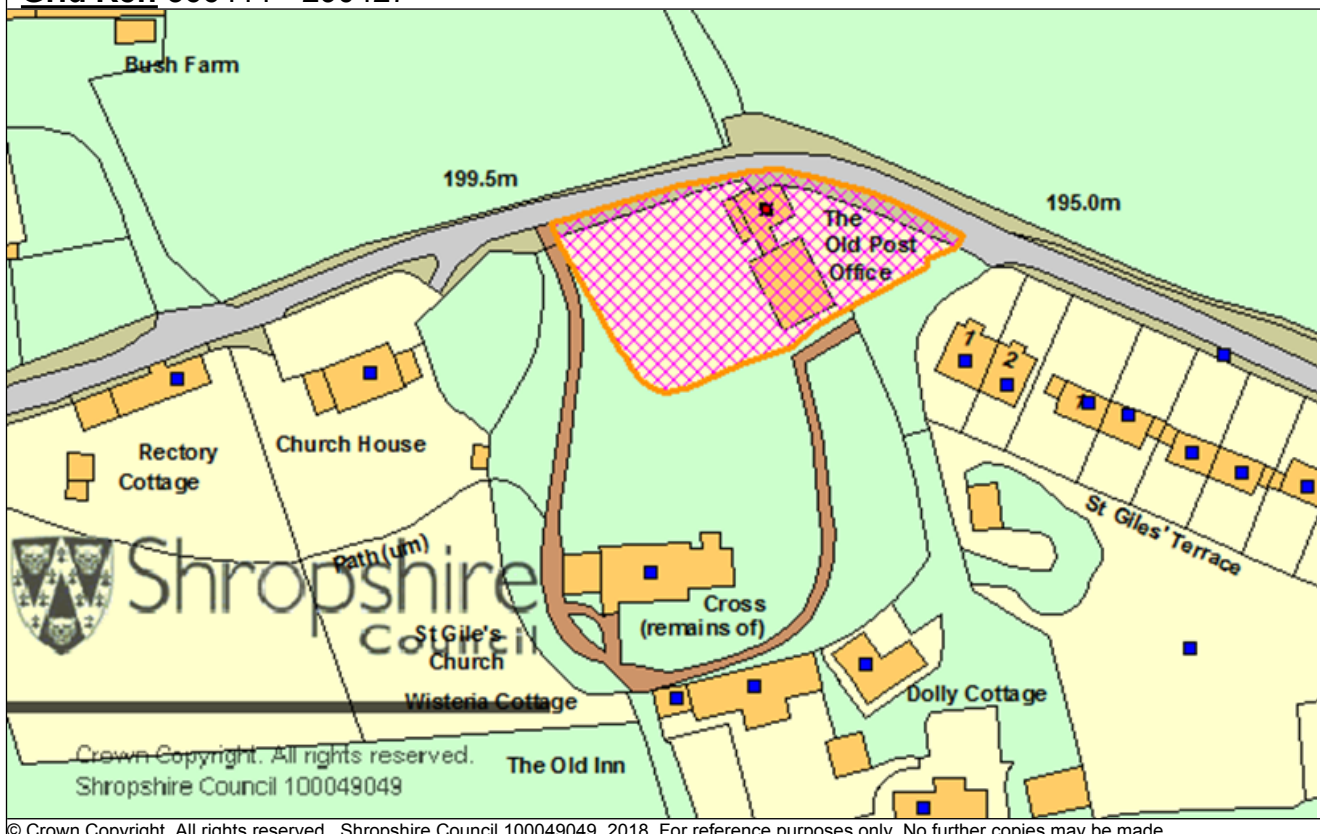 Bush Farm
199.5m
195.0m
The
Old Post
Office
1
2
7
Rectory
Cottage
Church House
St Giles' Terrace
Path (um)
Shropshire
Council
Cross
(remains of)
St Gile's
Church
Wisteria Cottage
Dolly Cottage
The Old Inn
Crown Copyright. All rights reserved.
Shropshire Council 100049049
© Crown Copyright. All rights reserved. Shropshire Council 100049049. 2018. For reference purposes only. No further copies may be made.